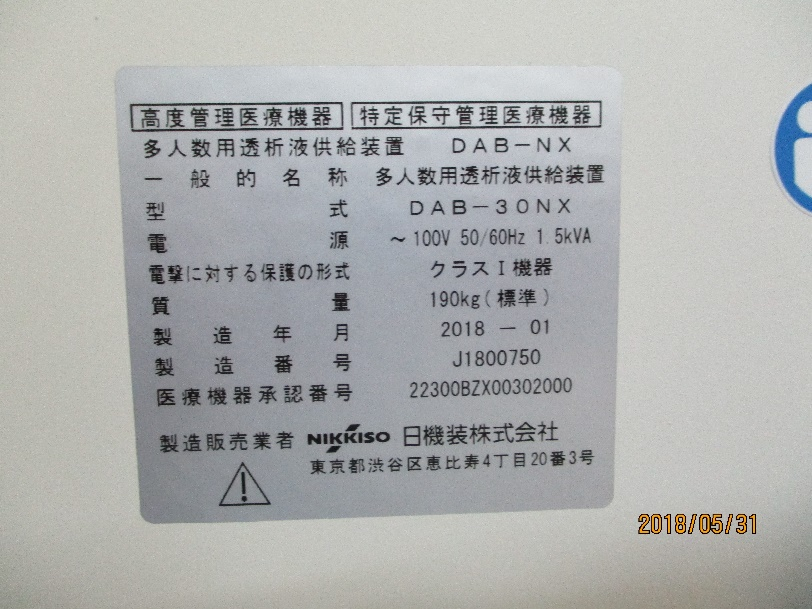 高度管理医療機器 特定保守管理医療機器
多人数用透析液供給装置 DAB-NX
一般的名称 多人数用透析液供給装置
型式 DAB-30NX
電源 ~100V 50/60Hz 1.5kVA
電撃に対する保護の形式 クラスⅠ機器
質量 190kg(標準)
製造年月 2018-01
製造番号 J1800750
医療機器承認番号 22300BZX00302000
製造販売業者 NIKKISO 日機装株式会社
東京都渋谷区恵比寿4丁目20番3号
2018/05/31